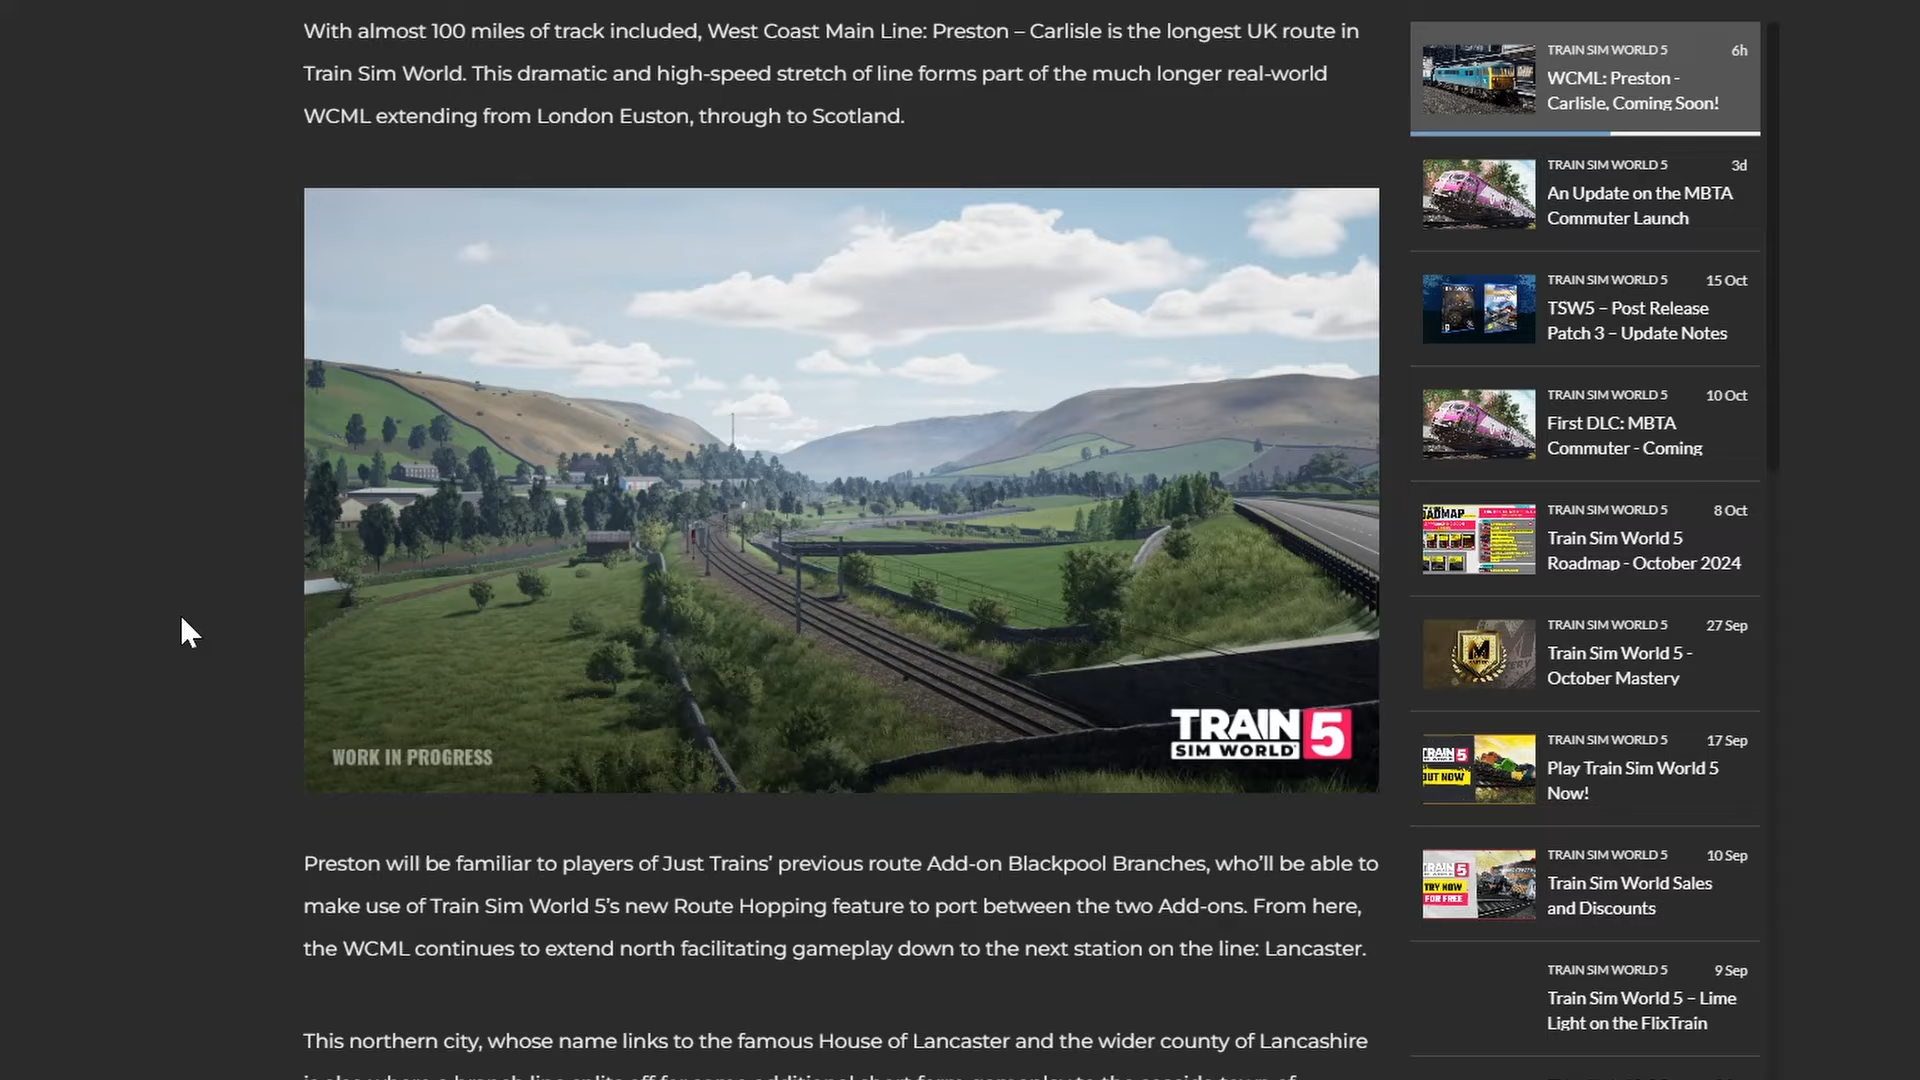 With almost 100 miles of track included, West Coast Main Line: Preston – Carlisle is the longest UK route in
Train Sim World. This dramatic and high-speed stretch of line forms part of the much longer real-world
WCML extending from London Euston, through to Scotland.
WORK IN PROGRESS
TRAIN 5
SIM WORLD
Preston will be familiar to players of Just Trains’ previous route Add-on Blackpool Branches, who’ll be able to
make use of Train Sim World 5’s new Route Hopping feature to port between the two Add-ons. From here,
the WCML continues to extend north facilitating gameplay down to the next station on the line: Lancaster.
This northern city, whose name links to the famous House of Lancaster and the wider county of Lancashire
TRAIN SIM WORLD 5 6h
WCML: Preston -
Carlisle, Coming Soon!
TRAIN SIM WORLD 5 3d
An Update on the MBTA
Commuter Launch
TRAIN SIM WORLD 5 15 Oct
TSW5 – Post Release
Patch 3 – Update Notes
TRAIN SIM WORLD 5 10 Oct
First DLC: MBTA
Commuter - Coming
TRAIN SIM WORLD 5 8 Oct
Train Sim World 5
Roadmap - October 2024
TRAIN SIM WORLD 5 27 Sep
Train Sim World 5 -
October Mastery
TRAIN SIM WORLD 5 17 Sep
Play Train Sim World 5
Now!
TRAIN SIM WORLD 5 10 Sep
Train Sim World Sales
and Discounts
TRAIN SIM WORLD 5 9 Sep
Train Sim World 5 – Lime
Light on the FlixTrain